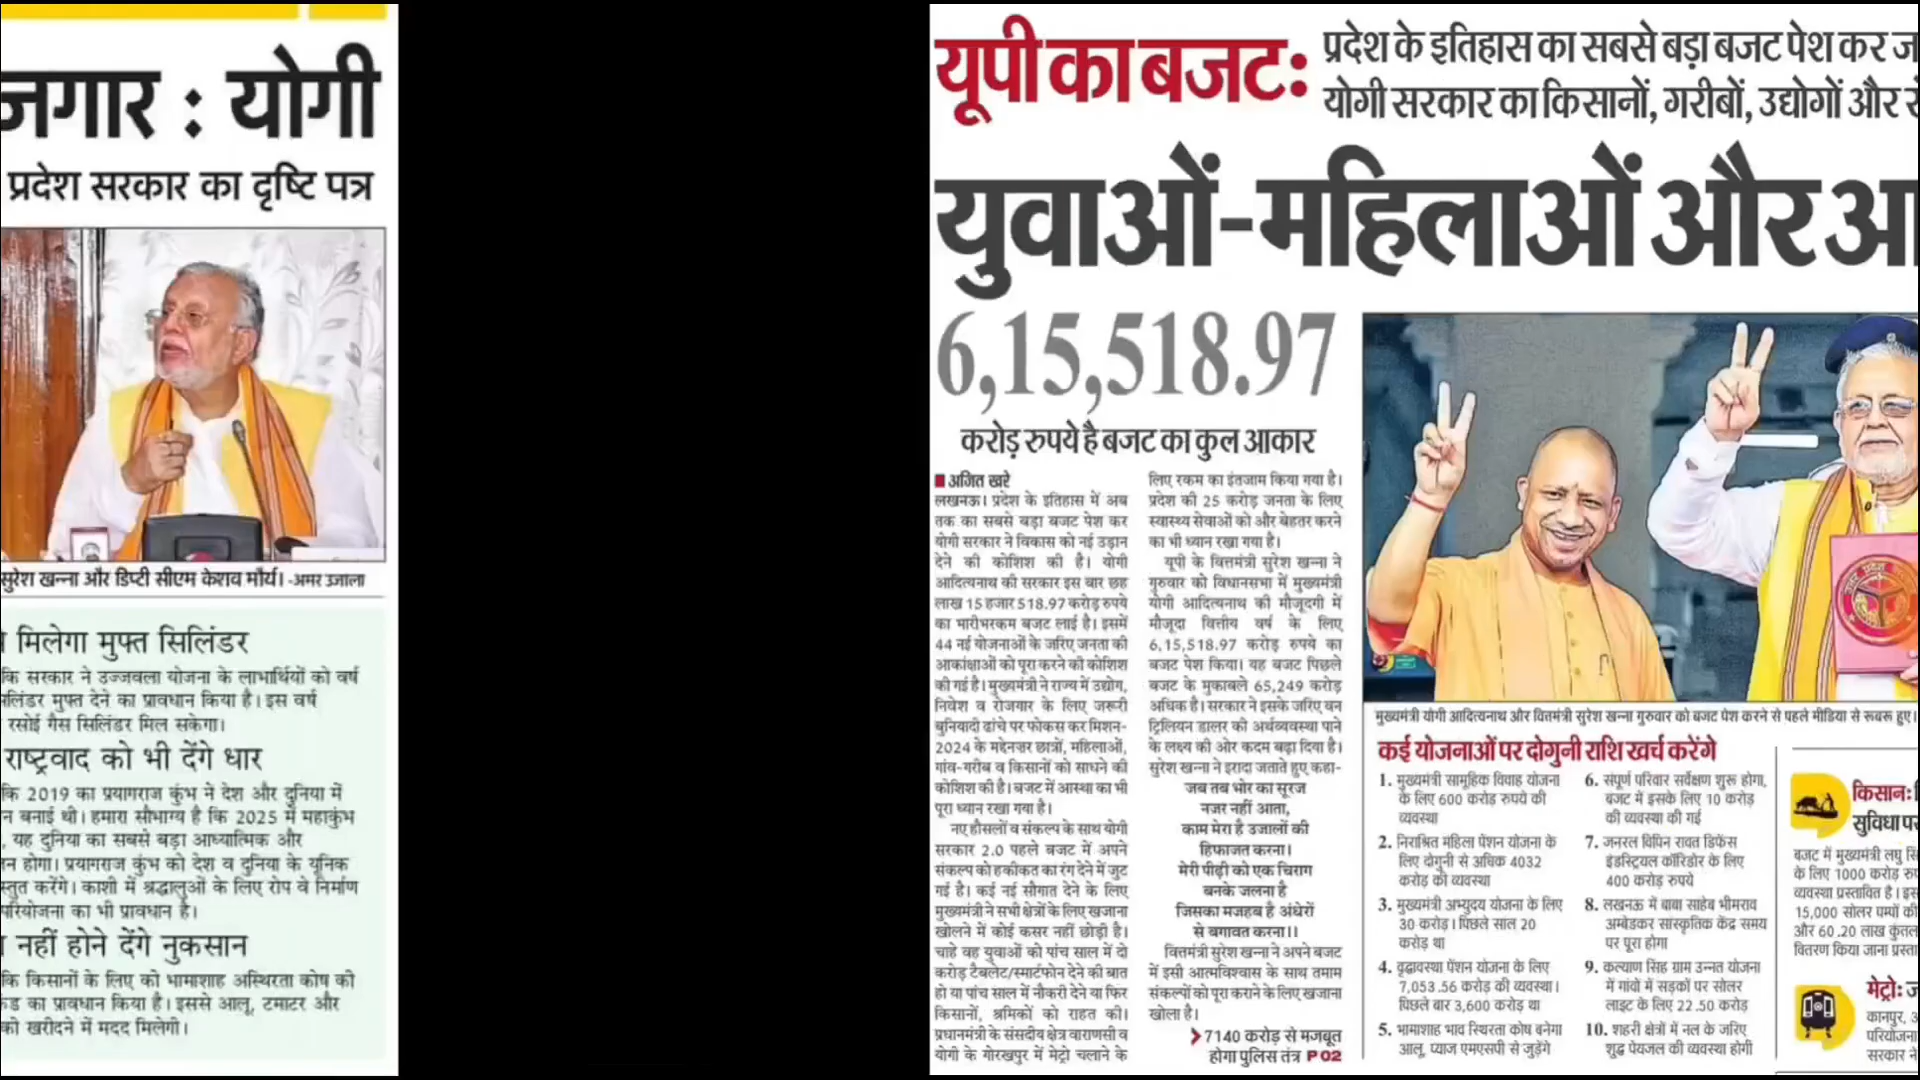 जगार : योगी
प्रदेश सरकार का दृष्टि पत्र
सुरेश खन्ना और डिप्टी सीएम केशव मौर्य। -अमर उजाला
मिलेगा मुफ्त सिलिंडर
कि सरकार ने उज्जवला योजना के लाभार्थियों को वर्ष
सिलिंडर मुफ्त देने का प्रावधान किया है। इस वर्ष
रसोई गैस सिलिंडर मिल सकेगा।
राष्ट्रवाद को भी देंगे धार
कि 2019 का प्रयागराज कुंभ ने देश और दुनिया में
न बनाई थी। हमारा सौभाग्य है कि 2025 में महाकुंभ
, यह दुनिया का सबसे बड़ा आध्यात्मिक और
न होगा। प्रयागराज कुंभ को देश व दुनिया के यूनिक
स्तुत करेंगे। काशी में श्रद्धालुओं के लिए रोप वे निर्माण
परियोजना का भी प्रावधान है।
नहीं होने देंगे नुकसान
कि किसानों के लिए को भामाशाह अस्थिरता कोष को
का प्रावधान किया है। इससे आलू, टमाटर और
को खरीदने में मदद मिलेगी।
यूपी का बजट: प्रदेश के इतिहास का सबसे बड़ा बजट पेश कर ज
योगी सरकार का किसानों, गरीबों, उद्योगों और
युवाओं-महिलाओं और आ
6,15,518.97
करोड़ रुपये है बजट का कुल आकार
अजित खरे
लखनऊ। प्रदेश के इतिहास में अब
तक का सबसे बड़ा बजट पेश कर
योगी सरकार ने विकास को नई उड़ान
देने की कोशिश की है। योगी
आदित्यनाथ की सरकार इस बार छह
लाख 15 हजार 518.97 करोड़ रुपये
का भारीभरकम बजट लाई है। इसमें
44 नई योजनाओं के जरिए जनता की
आकांक्षाओं को पूरा करने की कोशिश
की गई है। मुख्यमंत्री ने राज्य में उद्योग,
निवेश व रोजगार के लिए जरूरी
बुनियादी ढांचे पर फोकस कर मिशन-
2024 के मद्देनजर छात्रों, महिलाओं,
गांव-गरीब व किसानों को साधने की
कोशिश की है। बजट में आस्था का भी
पूरा ध्यान रखा गया है।
नए हौसलों व संकल्प के साथ योगी
सरकार 2.0 पहले बजट में अपने
संकल्प को हकीकत का रंग देने में जुट
गई है। कई नई सौगात देने के लिए
मुख्यमंत्री ने सभी क्षेत्रों के लिए खजाना
खोलने में कोई कसर नहीं छोड़ी है।
चाहे वह युवाओं को पांच साल में दो
करोड़ टैबलेट/स्मार्टफोन देने की बात
हो या पांच साल में नौकरी देने या फिर
किसानों, श्रमिकों को राहत की।
प्रधानमंत्री के संसदीय क्षेत्र वाराणसी व
योगी के गोरखपुर में मेट्रो चलाने के
लिए रकम का इंतजाम किया गया है।
प्रदेश की 25 करोड़ जनता के लिए
स्वास्थ्य सेवाओं को और बेहतर करने
का भी ध्यान रखा गया है।
यूपी के वित्तमंत्री सुरेश खन्ना ने
गुरुवार को विधानसभा में मुख्यमंत्री
योगी आदित्यनाथ की मौजूदगी में
मौजूदा वित्तीय वर्ष के लिए
6,15,518.97 करोड़ रुपये का
बजट पेश किया। यह बजट पिछले
बजट के मुकाबले 65,249 करोड़
अधिक है। सरकार ने इसके जरिए वन
ट्रिलियन डालर की अर्थव्यवस्था पाने
के लक्ष्य की ओर कदम बढ़ा दिया है।
सुरेश खन्ना ने इरादा जताते हुए कहा-
जब तब भोर का सूरज
नजर नहीं आता,
काम मेरा है उजालों की
हिफाजत करना।
मेरी पीढ़ी को एक चिराग
बनके जलना है
जिसका मजहब है अंधेरों
से बगावत करना।।
वित्तमंत्री सुरेश खन्ना ने अपने बजट
में इसी आत्मविश्वास के साथ तमाम
संकल्पों को पूरा कराने के लिए खजाना
खोला है।
7140 करोड़ से मजबूत
होगा पुलिस तंत्र P 02
मुख्यमंत्री योगी आदित्यनाथ और वित्तमंत्री सुरेश खन्ना गुरुवार को बजट पेश करने से पहले मीडिया से रूबरू हुए।
कई योजनाओं पर दोगुनी राशि खर्च करेंगे
1. मुख्यमंत्री सामूहिक विवाह योजना
के लिए 600 करोड़ रुपये की
व्यवस्था
2. निराश्रित महिला पेंशन योजना के
लिए दोगुनी से अधिक 4032
करोड़ की व्यवस्था
3. मुख्यमंत्री अभ्युदय योजना के लिए
30 करोड़। पिछले साल 20
करोड़ था
4. वृद्धावस्था पेंशन योजना के लिए
7,053.56 करोड़ की व्यवस्था।
पिछले बार 3,600 करोड़ था
5. भामाशाह भाव स्थिरता कोष बनेगा
आलू, प्याज एमएसपी से जुड़ेंगे
6. संपूर्ण परिवार सर्वेक्षण शुरू होगा,
बजट में इसके लिए 10 करोड़
की व्यवस्था की गई
7. जनरल विपिन रावत डिफेंस
इंडस्ट्रियल कॉरिडोर के लिए
400 करोड़ रुपये
8. लखनऊ में बाबा साहेब भीमराव
अम्बेडकर सांस्कृतिक केंद्र समय
पर पूरा होगा
9. कल्याण सिंह ग्राम उन्नत योजना
में गांवों में सड़कों पर सोलर
लाइट के लिए 22.50 करोड़
10. शहरी क्षेत्रों में नल के जरिए
शुद्ध पेयजल की व्यवस्था होगी
किसान:
सुविधा पर
बजट में मुख्यमंत्री लघु सि
के लिए 1000 करोड़ रु
व्यवस्था प्रस्तावित है। इस
15,000 सोलर पम्पों की
और 60.20 लाख कुंतल
वितरण किया जाना प्रस्ता
मेट्रो: ज
कानपुर, अ
परियोजना
सरकार ने